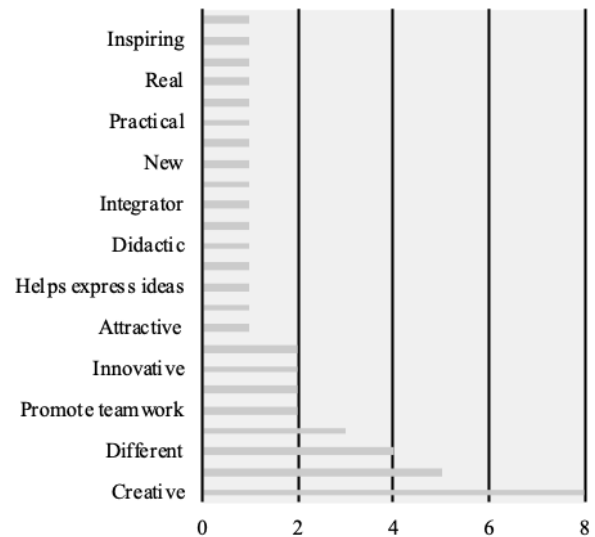 Inspiring
Real
Practical
New
Integrator
Didactic
Helps express ideas
Attractive
Innovative
Promote teamwork
Different
Creative
0 2 4 6 8